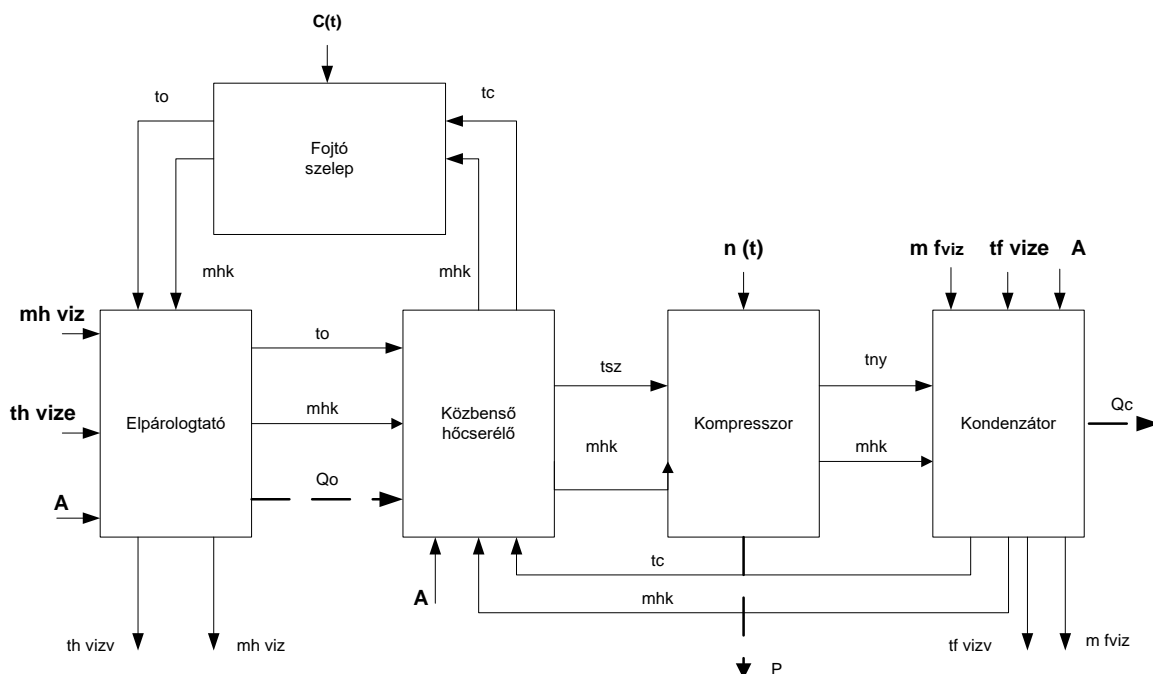 C(t)
to
tc
Fojtó
szelep
mhk
mhk
n (t)
m fviz
tf vize
A
mh viz
to
tsz
tny
th vize
Elpárologtató
mhk
Közbenső
hőcserélő
Kompresszor
Kondenzátor
Qc
mhk
mhk
Qo
A
tc
A
mhk
th vizv
mh viz
tf vizv
m fviz
P